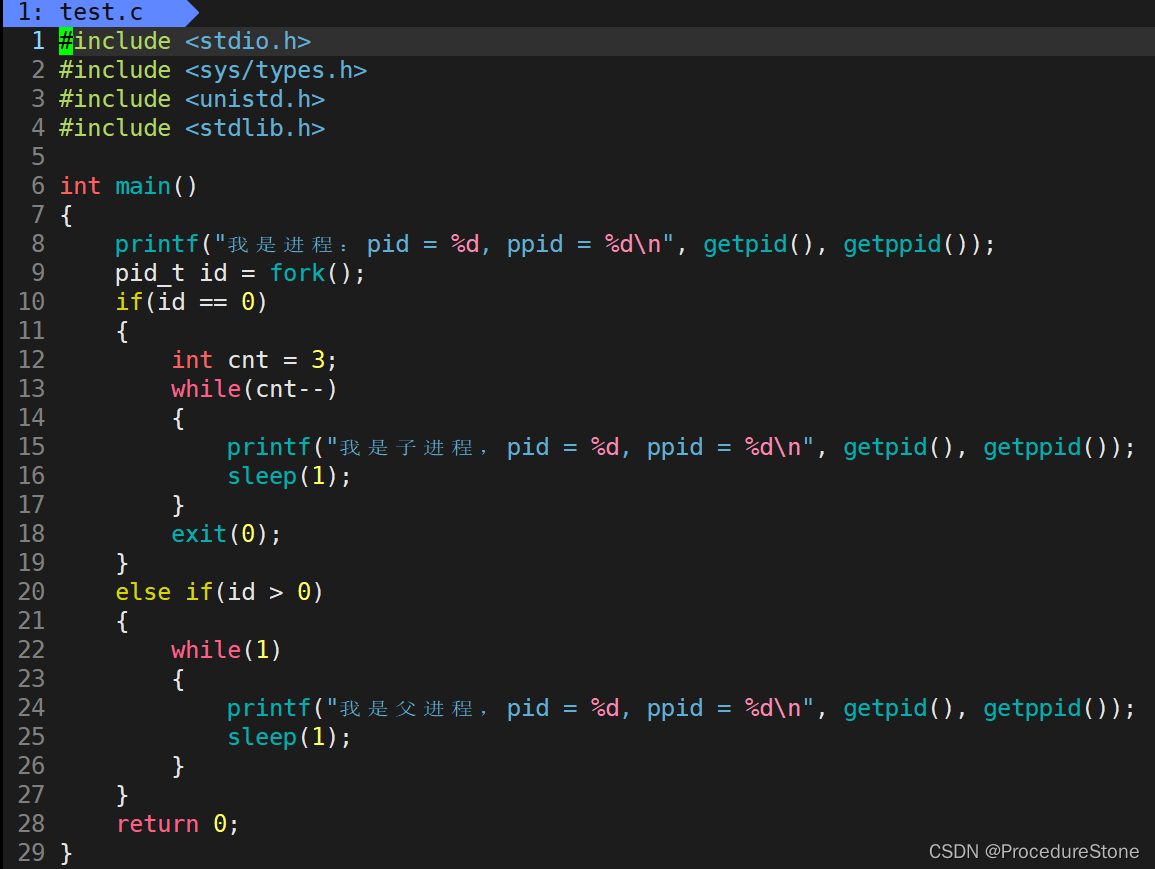 1: test.c
1 #include <stdio.h>
2 #include <sys/types.h>
3 #include <unistd.h>
4 #include <stdlib.h>
5
6 int main()
7 {
8     printf("我是进程：pid = %d, ppid = %d\n", getpid(), getppid());
9     pid_t id = fork();
10     if(id == 0)
11     {
12         int cnt = 3;
13         while(cnt--)
14         {
15             printf("我是子进程，pid = %d, ppid = %d\n", getpid(), getppid());
16             sleep(1);
17         }
18         exit(0);
19     }
20     else if(id > 0)
21     {
22         while(1)
23         {
24             printf("我是父进程，pid = %d, ppid = %d\n", getpid(), getppid());
25             sleep(1);
26         }
27     }
28     return 0;
29 }
CSDN @ProcedureStone